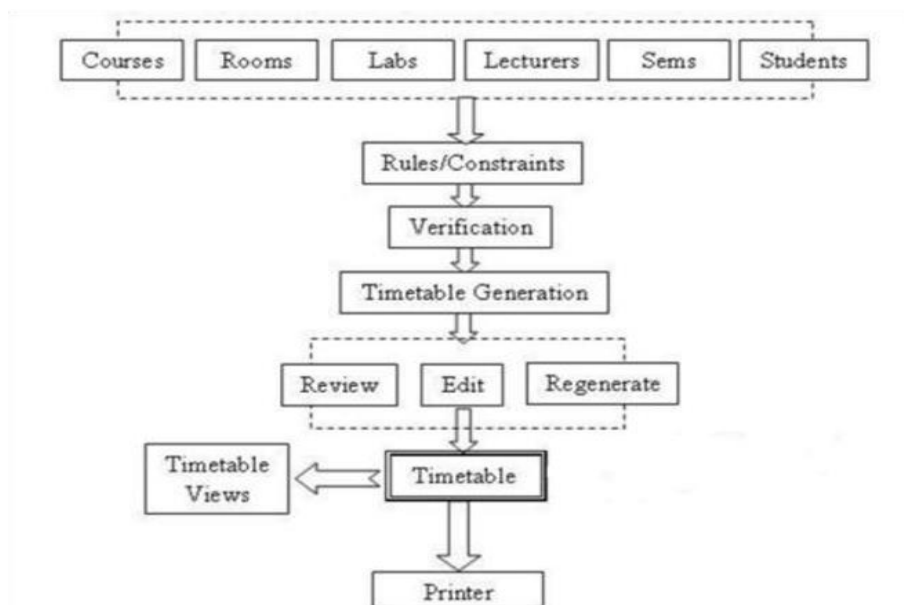 Courses
Rooms
Labs
Lecturers
Sems
Students
Rules/Constraints
Verification
Timetable Generation
Review
Edit
Regenerate
Timetable
Views
Timetable
Printer